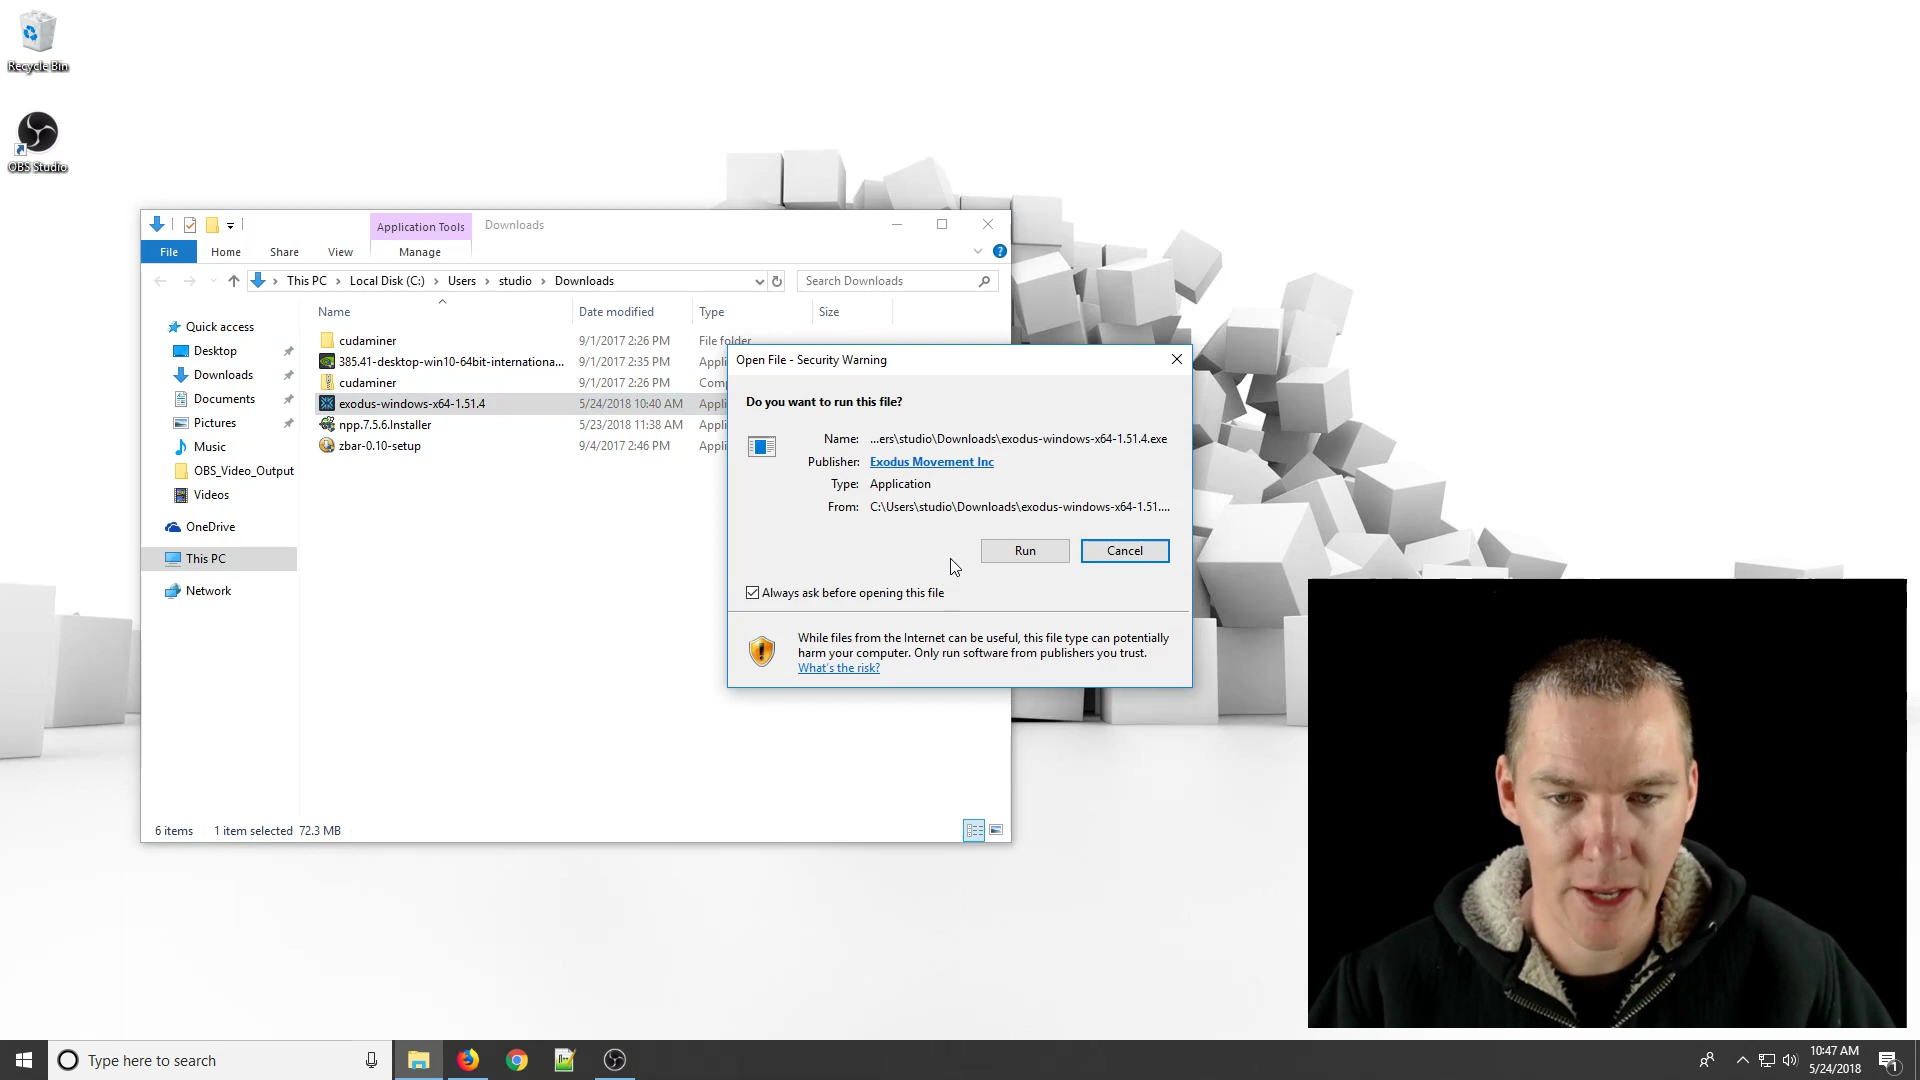 Recycle Bin
OBS Studio
Application Tools
Downloads
File
Home
Share
View
Manage
This PC
Local Disk (C:)
Users
studio
Downloads
Search Downloads
Name
Date modified
Type
Size
Quick access
Desktop
Downloads
Documents
Pictures
Music
OBS_Video_Output
Videos
OneDrive
This PC
Network
cudaminer 9/1/2017 2:26 PM File folder
385.41-desktop-win10-64bit-internationa... 9/1/2017 2:35 PM Appli
cudaminer 9/1/2017 2:26 PM Com
exodus-windows-x64-1.51.4 5/24/2018 10:40 AM Appli
npp.7.5.6.Installer 5/23/2018 11:38 AM Appli
zbar-0.10-setup 9/4/2017 2:46 PM Appli
6 items 1 item selected 72.3 MB
Open File - Security Warning
Do you want to run this file?
Name: ...ers\studio\Downloads\exodus-windows-x64-1.51.4.exe
Publisher: Exodus Movement Inc
Type: Application
From: C:\Users\studio\Downloads\exodus-windows-x64-1.51....
Run
Cancel
Always ask before opening this file
While files from the Internet can be useful, this file type can potentially
harm your computer. Only run software from publishers you trust.
What's the risk?
Type here to search
10:47 AM
5/24/2018
1